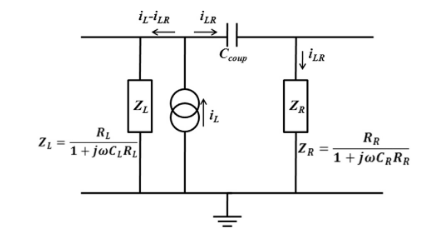 i_L-i_LR i_LR
C_coup
i_LR
Z_L
i_L
Z_R
Z_L = R_L / (1 + jωC_L R_L)
Z_R = R_R / (1 + jωC_R R_R)